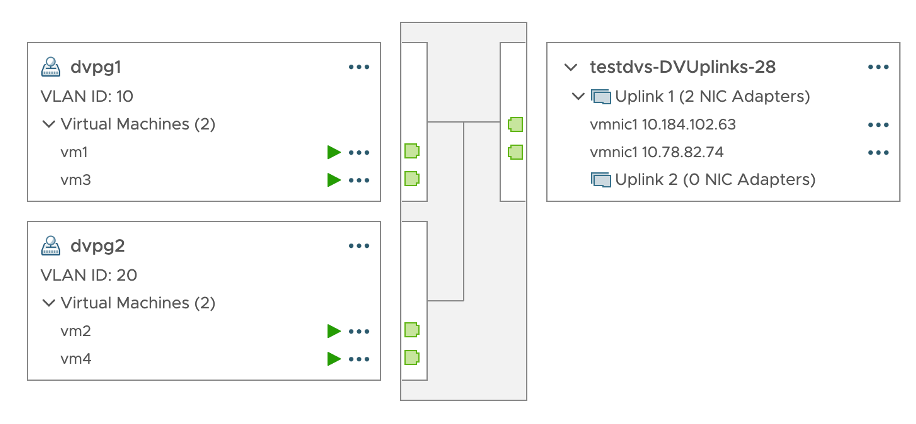 dvpg1
VLAN ID: 10
Virtual Machines (2)
vm1
vm3
dvpg2
VLAN ID: 20
Virtual Machines (2)
vm2
vm4
testdvs-DVUplinks-28
Uplink 1 (2 NIC Adapters)
vmnic1 10.184.102.63
vmnic1 10.78.82.74
Uplink 2 (0 NIC Adapters)